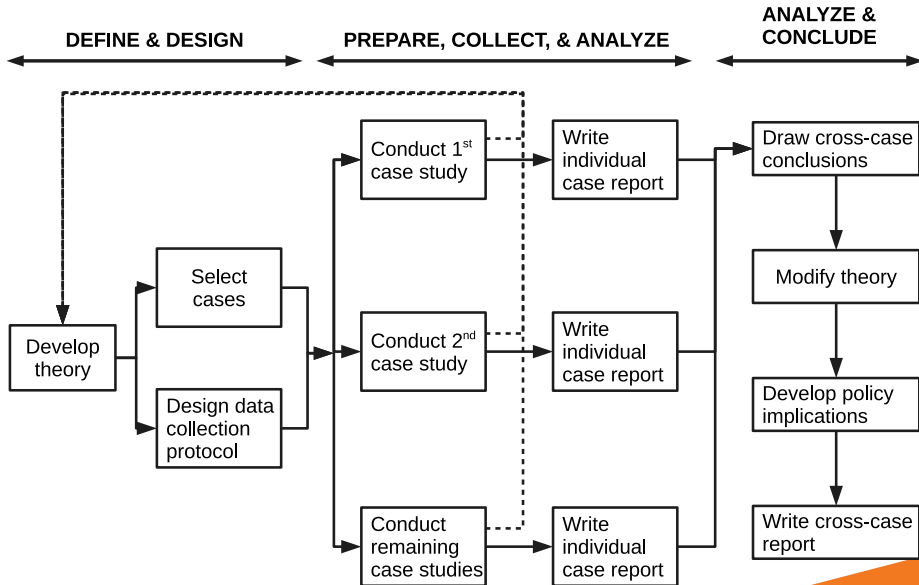 DEFINE & DESIGN
PREPARE, COLLECT, & ANALYZE
ANALYZE &
CONCLUDE
Develop
theory
Select
cases
Design data
collection
protocol
Conduct 1st
case study
Write
individual
case report
Conduct 2nd
case study
Write
individual
case report
Conduct
remaining
case studies
Write
individual
case report
Draw cross-case
conclusions
Modify theory
Develop policy
implications
Write cross-case
report